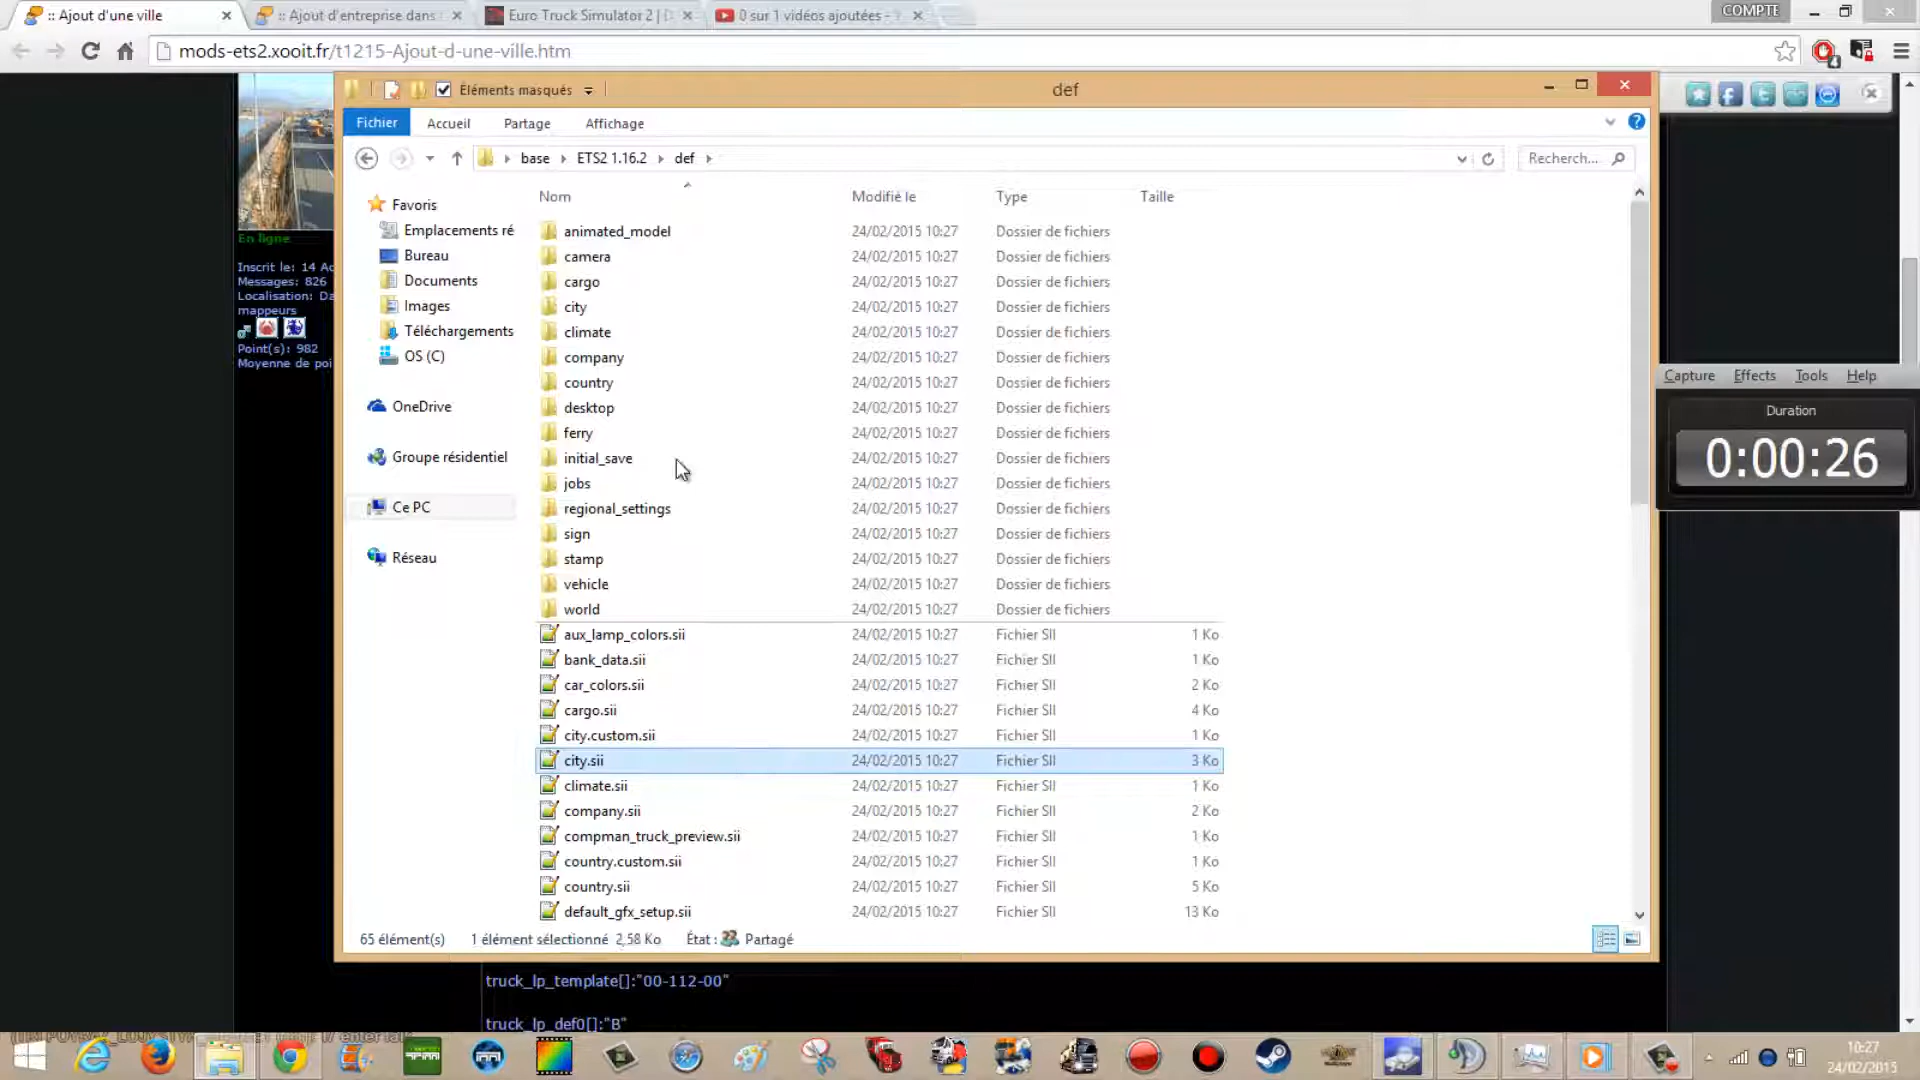 :: Ajout d'une ville
:: Ajout d'entreprise dans
Euro Truck Simulator 2 |
0 sur 1 vidéos ajoutées -
COMPTE
mods-ets2.xooit.fr/t1215-Ajout-d-une-ville.htm
Éléments masqués
def
Fichier
Accueil
Partage
Affichage
base
ETS2 1.16.2
def
Recherch...
Nom
Modifié le
Type
Taille
Favoris
Emplacements ré
Bureau
Documents
Images
Téléchargements
OS (C)
OneDrive
Groupe résidentiel
Ce PC
Réseau
animated_model 24/02/2015 10:27 Dossier de fichiers
camera 24/02/2015 10:27 Dossier de fichiers
cargo 24/02/2015 10:27 Dossier de fichiers
city 24/02/2015 10:27 Dossier de fichiers
climate 24/02/2015 10:27 Dossier de fichiers
company 24/02/2015 10:27 Dossier de fichiers
country 24/02/2015 10:27 Dossier de fichiers
desktop 24/02/2015 10:27 Dossier de fichiers
ferry 24/02/2015 10:27 Dossier de fichiers
initial_save 24/02/2015 10:27 Dossier de fichiers
jobs 24/02/2015 10:27 Dossier de fichiers
regional_settings 24/02/2015 10:27 Dossier de fichiers
sign 24/02/2015 10:27 Dossier de fichiers
stamp 24/02/2015 10:27 Dossier de fichiers
vehicle 24/02/2015 10:27 Dossier de fichiers
world 24/02/2015 10:27 Dossier de fichiers
aux_lamp_colors.sii 24/02/2015 10:27 Fichier SII 1 Ko
bank_data.sii 24/02/2015 10:27 Fichier SII 1 Ko
car_colors.sii 24/02/2015 10:27 Fichier SII 2 Ko
cargo.sii 24/02/2015 10:27 Fichier SII 4 Ko
city.custom.sii 24/02/2015 10:27 Fichier SII 1 Ko
city.sii 24/02/2015 10:27 Fichier SII 3 Ko
climate.sii 24/02/2015 10:27 Fichier SII 1 Ko
company.sii 24/02/2015 10:27 Fichier SII 2 Ko
compman_truck_preview.sii 24/02/2015 10:27 Fichier SII 1 Ko
country.custom.sii 24/02/2015 10:27 Fichier SII 1 Ko
country.sii 24/02/2015 10:27 Fichier SII 5 Ko
default_gfx_setup.sii 24/02/2015 10:27 Fichier SII 13 Ko
65 élément(s) 1 élément sélectionné 2,58 Ko État : Partagé
En ligne
Inscrit le: 14 Ao
Messages: 826
Localisation: Da
mappeurs
Point(s): 982
Moyenne de poi
Capture Effects Tools Help
Duration
0:00:26
truck_lp_template[]:"00-112-00"
truck_lp_def0[]:"B"
10:27
24/02/2015